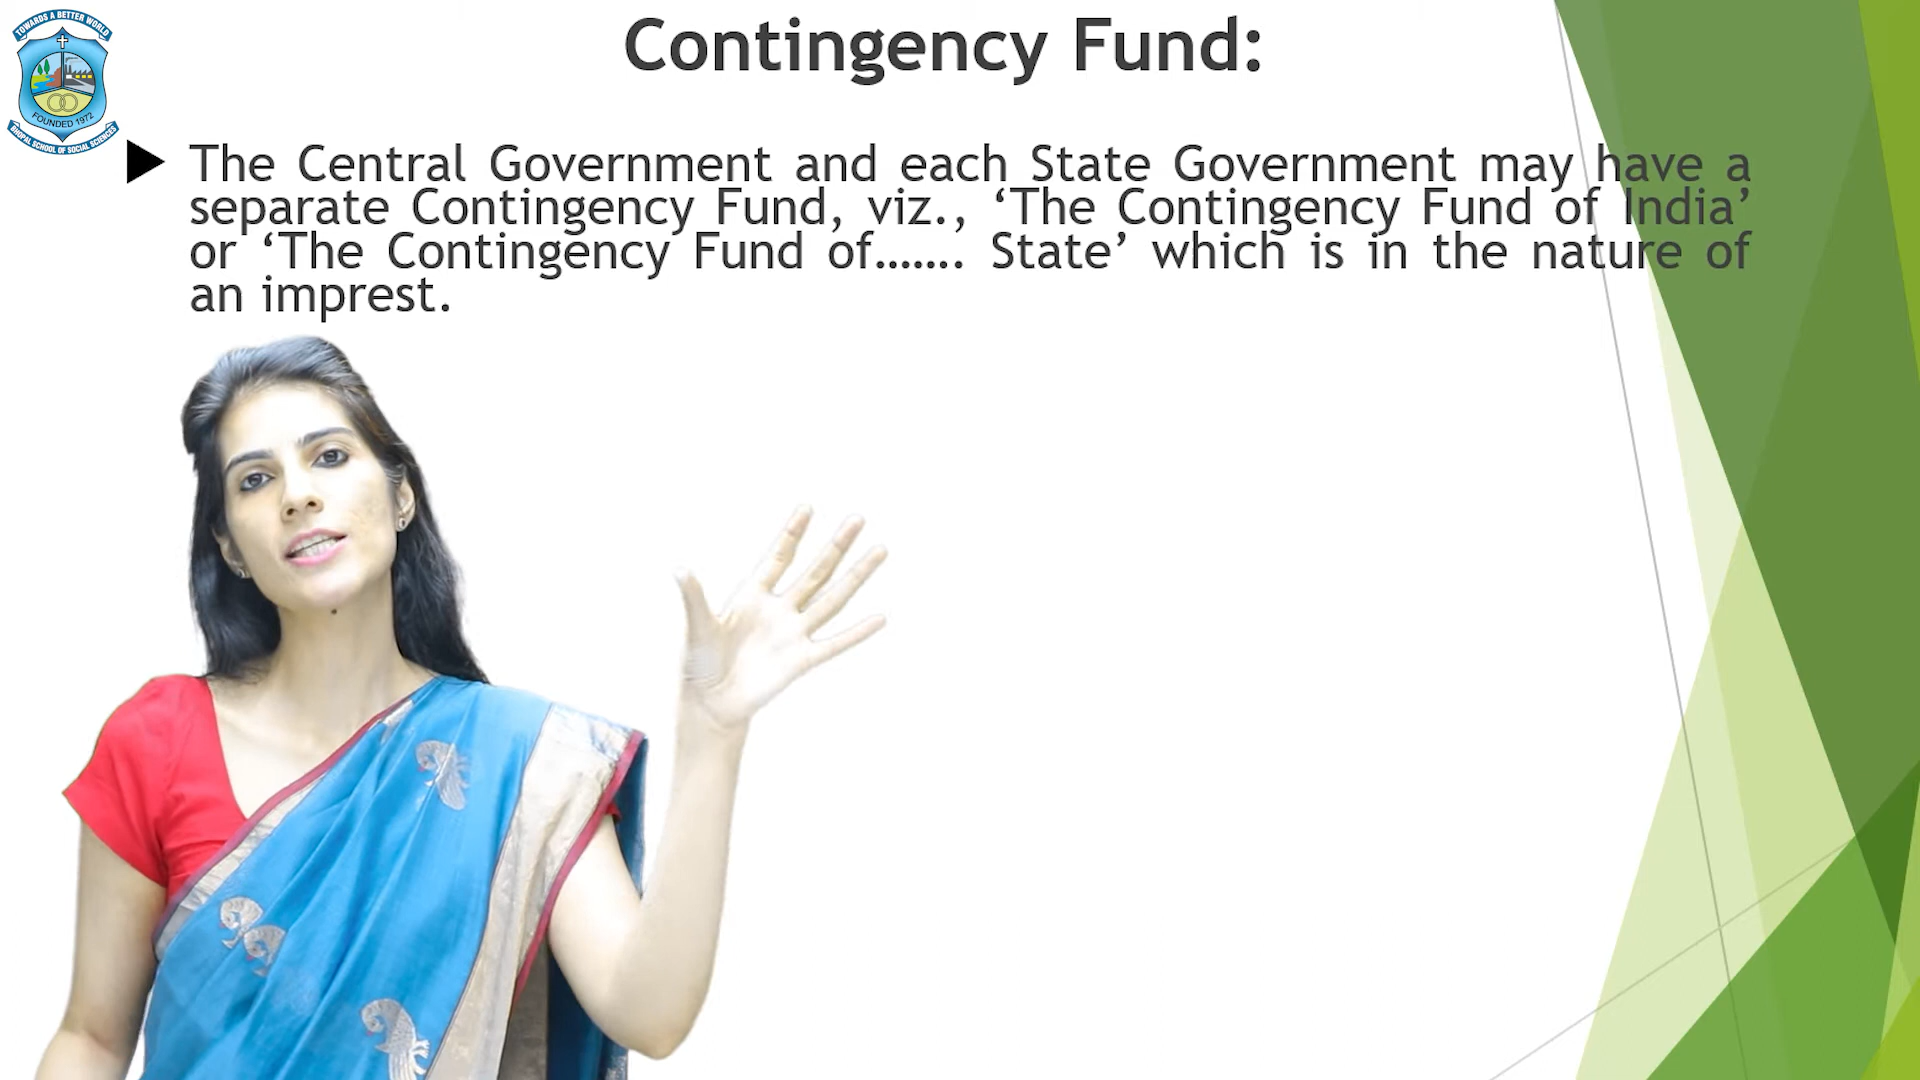 TOWARDS A BETTER WORLD
FOUNDED 1972
BHOPAL SCHOOL OF SOCIAL SCIENCES
Contingency Fund:
The Central Government and each State Government may have a
separate Contingency Fund, viz., ‘The Contingency Fund of India’
or ‘The Contingency Fund of……. State’ which is in the nature of
an imprest.